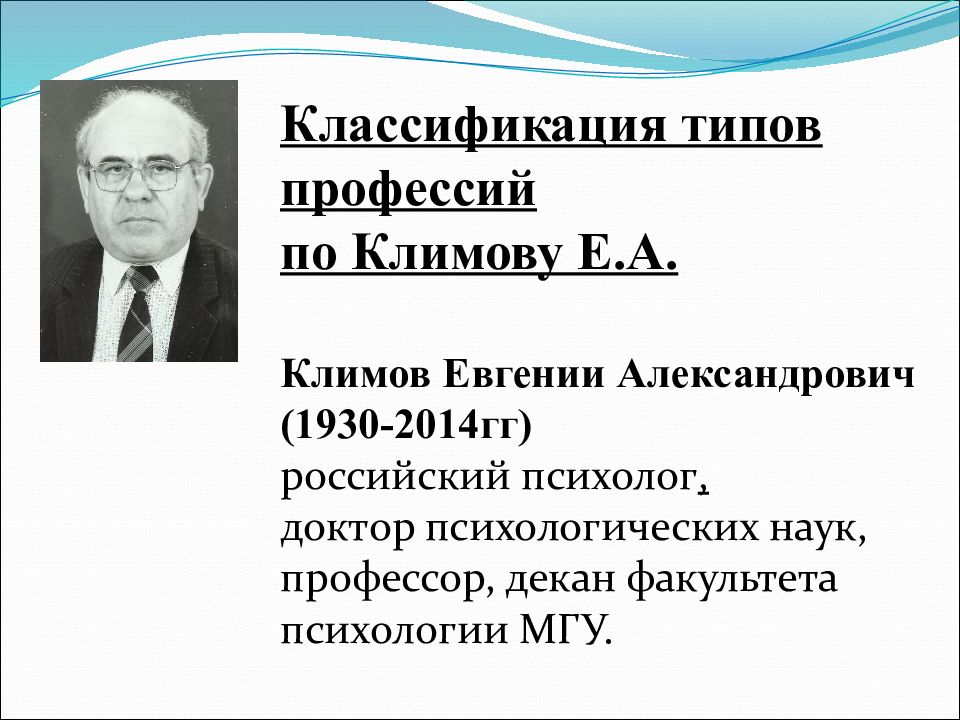 Классификация типов
профессий
по Климову Е.А.
Климов Евгении Александрович
(1930-2014гг)
российский психолог,
доктор психологических наук,
профессор, декан факультета
психологии МГУ.